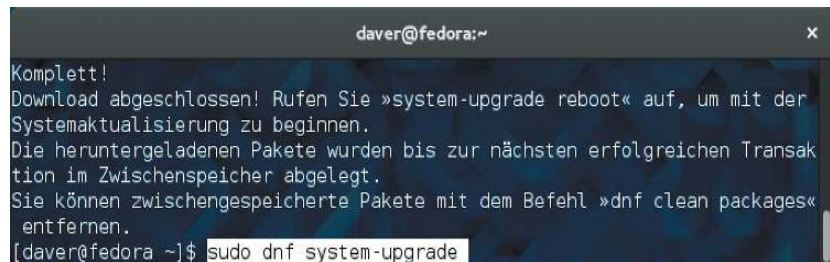 daver@fedora:~ ×
Komplett!
Download abgeschlossen! Rufen Sie »system-upgrade reboot« auf, um mit der
Systemaktualisierung zu beginnen.
Die heruntergeladenen Pakete wurden bis zur nächsten erfolgreichen Transak
tion im Zwischenspeicher abgelegt.
Sie können zwischengespeicherte Pakete mit dem Befehl »dnf clean packages«
 entfernen.
[daver@fedora ~]$ sudo dnf system-upgrade